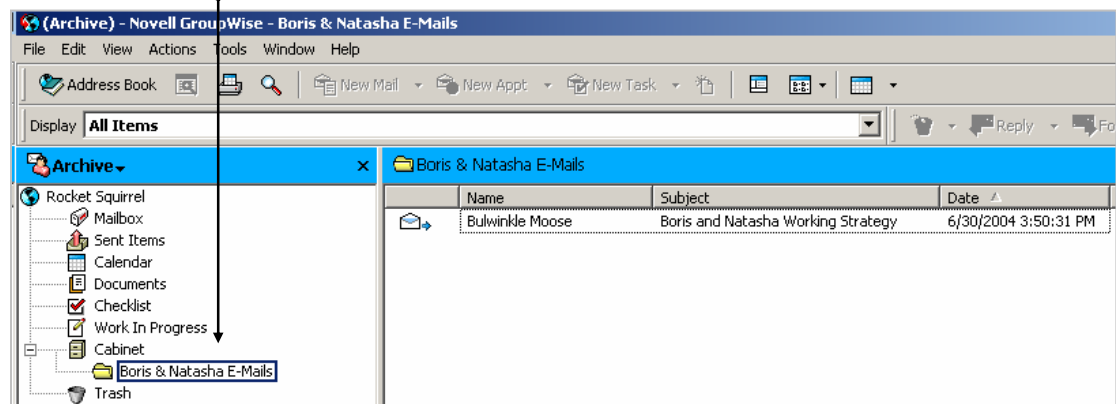 (Archive) - Novell GroupWise - Boris & Natasha E-Mails
File Edit View Actions Tools Window Help
Address Book New Mail New Appt New Task
Display All Items Reply Fo
Archive Boris & Natasha E-Mails
Name Subject Date
Bulwinkle Moose Boris and Natasha Working Strategy 6/30/2004 3:50:31 PM
Rocket Squirrel
Mailbox
Sent Items
Calendar
Documents
Checklist
Work In Progress
Cabinet
Boris & Natasha E-Mails
Trash